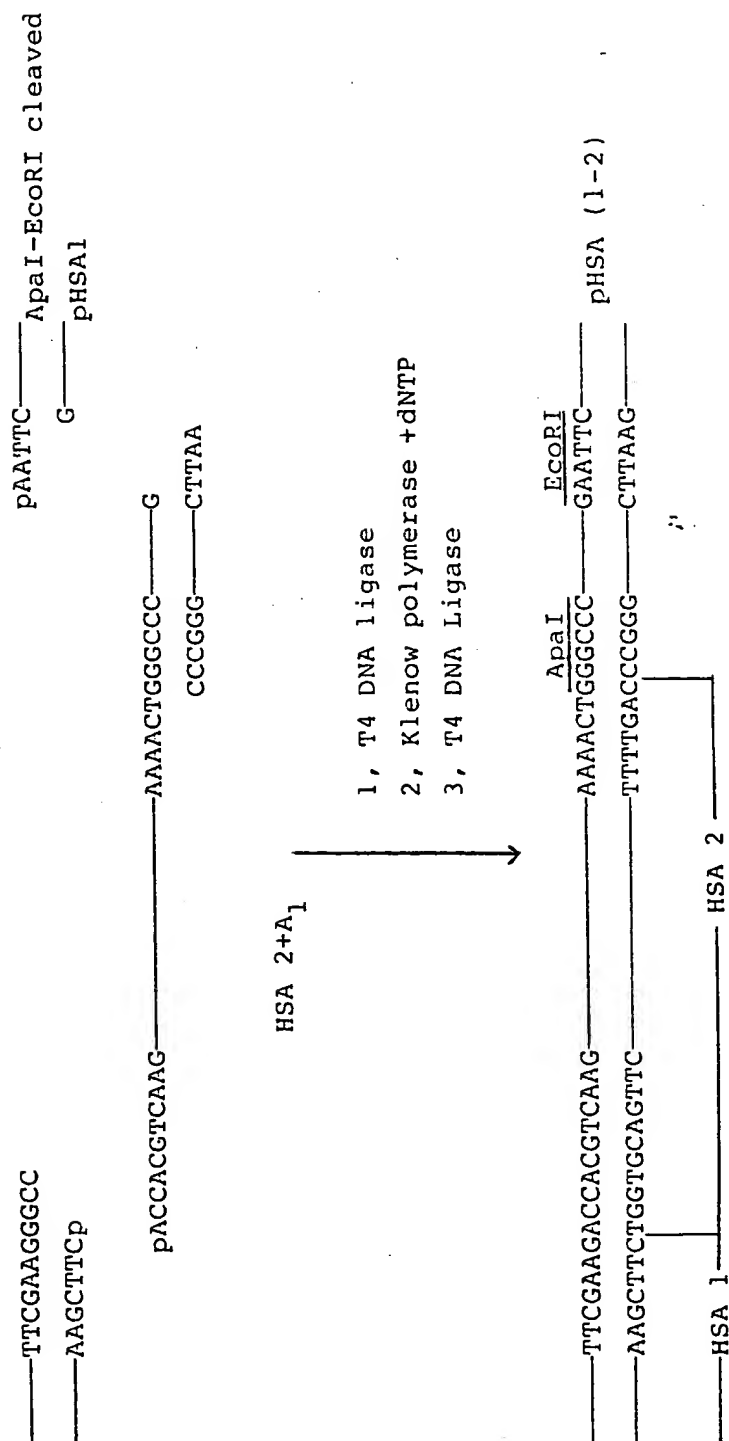 TTCGAAGGGCC pAATTC
ApaI-EcoRI cleaved
AAGCTTCp G
pHSA1
pACCACGTCAAG AAAACTGGGCCC G
CCCGGG CTTAA
HSA 2+A1
1, T4 DNA ligase
2, Klenow polymerase +dNTP
3, T4 DNA Ligase
ApaI EcoRI
TTCGAAGACCACGTCAAG AAAACTGGGCCC GAATTC
pHSA (1-2)
AAGCTTCTGGTGCAGTTC TTTTGACCCGGG CTTAAG
HSA 1 HSA 2